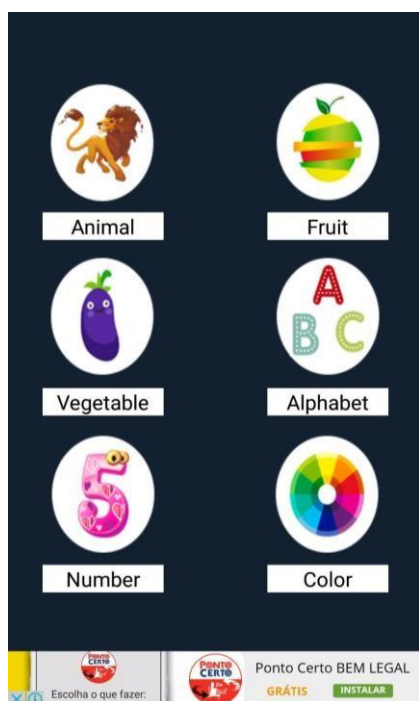 Animal
Fruit
Vegetable
A
B C
Alphabet
5
Number
Color
PONTO
CERTO
Escolha o que fazer:
PONTO
CERTO
Ponto Certo BEM LEGAL
GRÁTIS
INSTALAR